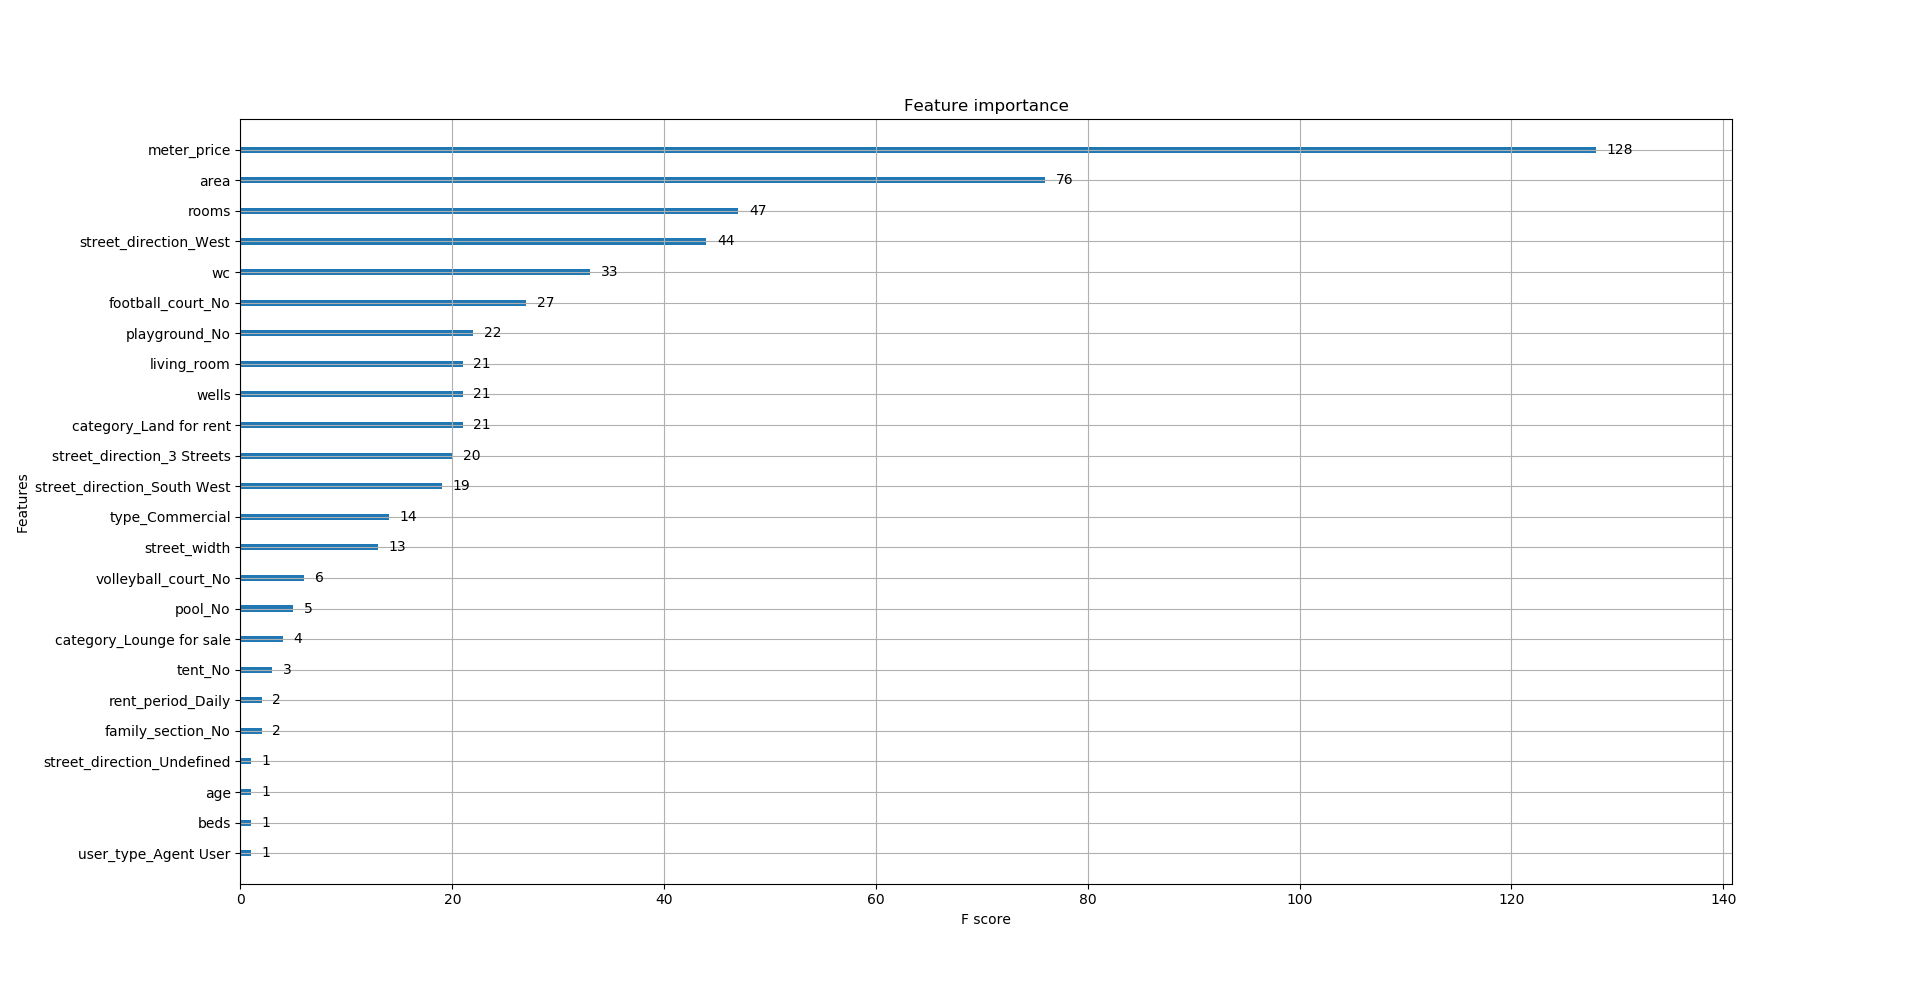 Feature importance
meter_price 128
area 76
rooms 47
street_direction_West 44
wc 33
football_court_No 27
playground_No 22
living_room 21
wells 21
category_Land for rent 21
street_direction_3 Streets 20
street_direction_South West 19
type_Commercial 14
street_width 13
volleyball_court_No 6
pool_No 5
category_Lounge for sale 4
tent_No 3
rent_period_Daily 2
family_section_No 2
street_direction_Undefined 1
age 1
beds 1
user_type_Agent User 1
Features
0 20 40 60 80 100 120 140
F score